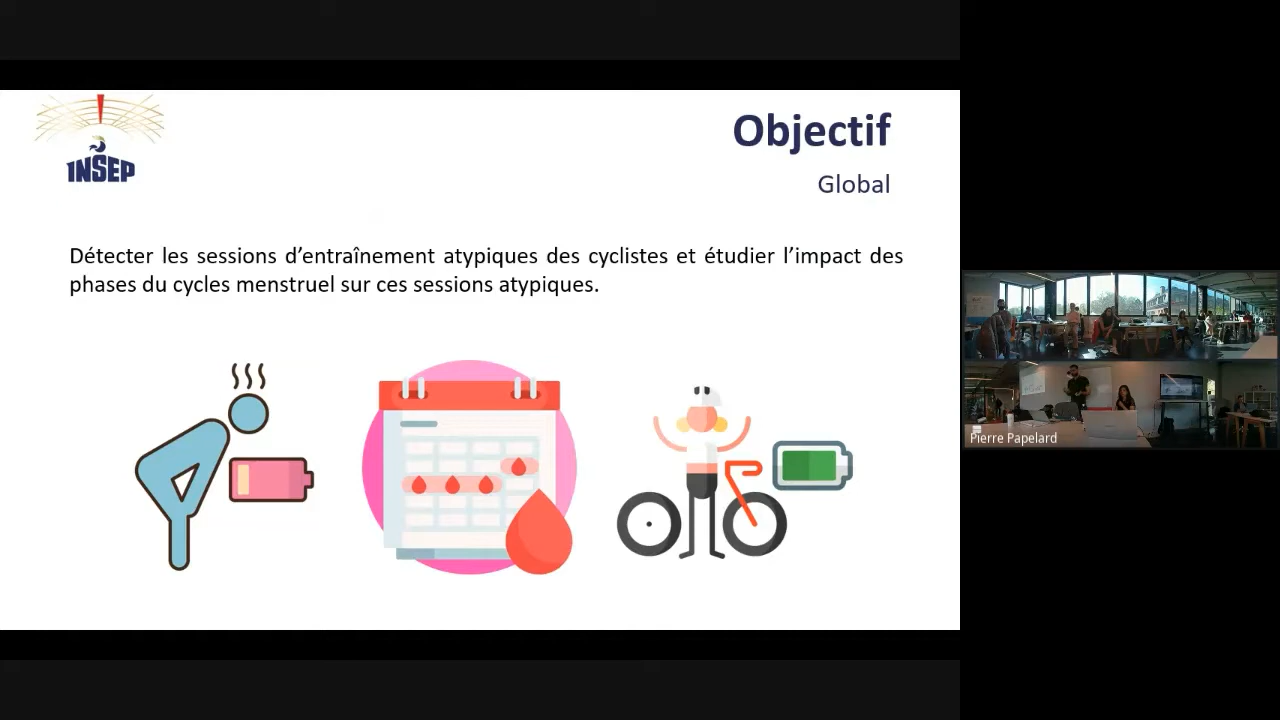 INSEP
Objectif
Global
Détecter les sessions d’entraînement atypiques des cyclistes et étudier l’impact des
phases du cycles menstruel sur ces sessions atypiques.
Pierre Papelard